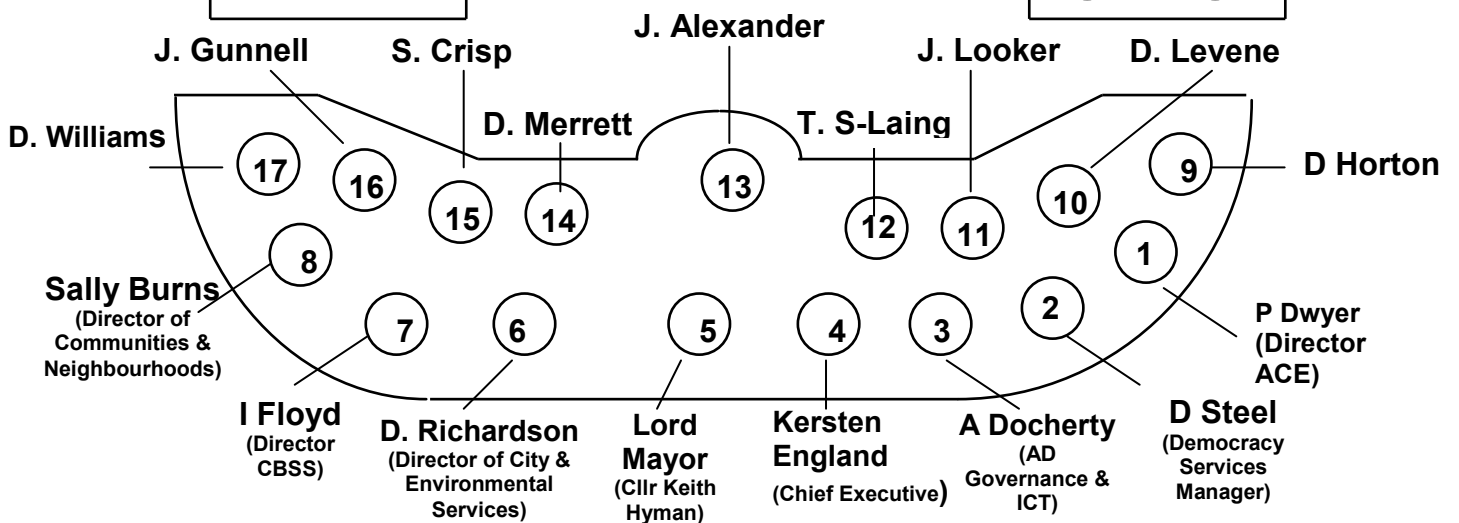 J. Alexander
J. Gunnell
S. Crisp
J. Looker
D. Levene
D. Williams
D. Merrett
T. S-Laing
D Horton
17
16
15
14
13
12
11
10
9
8
7
6
5
4
3
2
1
Sally Burns
(Director of
Communities &
Neighbourhoods)
I Floyd
(Director
CBSS)
D. Richardson
(Director of City &
Environmental
Services)
Lord
Mayor
(Cllr Keith
Hyman)
Kersten
England
(Chief Executive)
A Docherty
(AD
Governance &
ICT)
D Steel
(Democracy
Services
Manager)
P Dwyer
(Director
ACE)